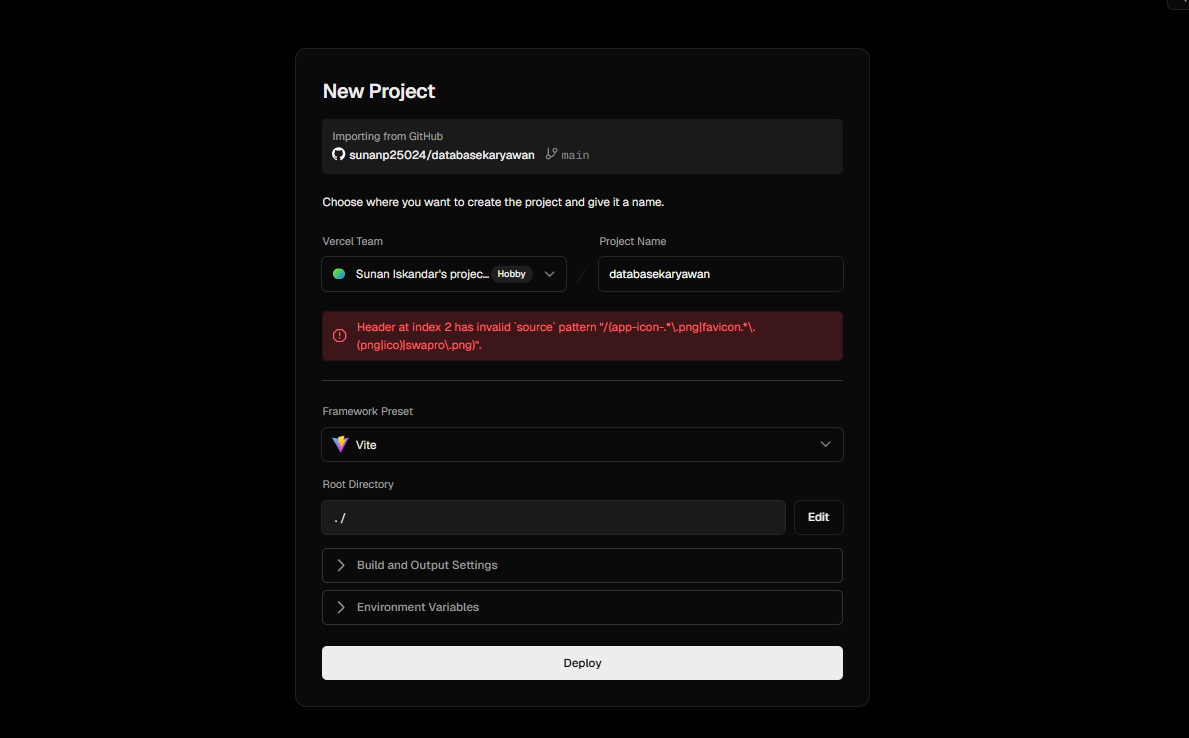 New Project
Importing from GitHub
sunanp25024/databasekaryawan main
Choose where you want to create the project and give it a name.
Vercel Team
Project Name
Sunan Iskandar's projec... Hobby
/
databasekaryawan
Header at index 2 has invalid `source` pattern "/(app-icon-.*\.png|favicon.*\.
(png|ico)|swapro\.png)".
Framework Preset
Vite
Root Directory
./
Edit
Build and Output Settings
Environment Variables
Deploy